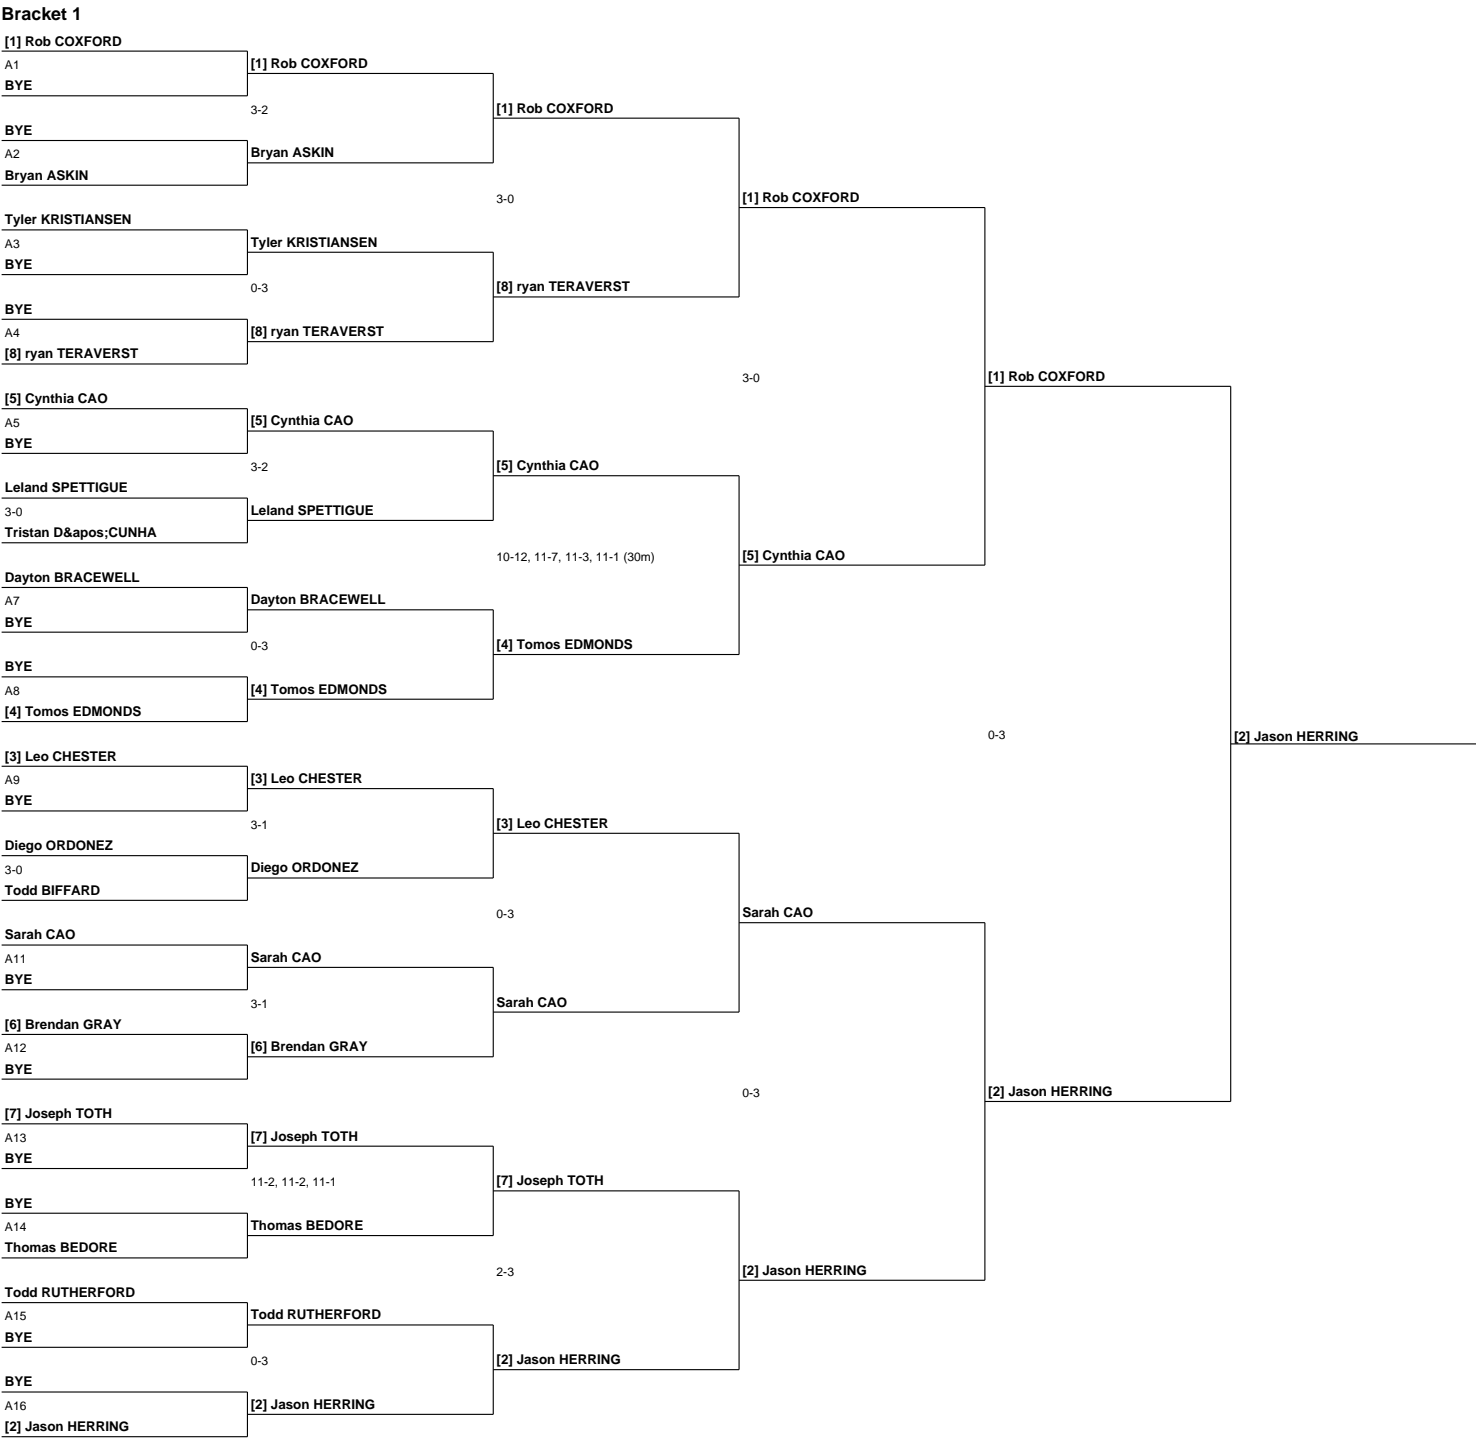 Bracket 1
[1] Rob COXFORD
A1
[1] Rob COXFORD
BYE
3-2
[1] Rob COXFORD
BYE
A2
Bryan ASKIN
Bryan ASKIN
3-0
[1] Rob COXFORD
Tyler KRISTIANSEN
A3
Tyler KRISTIANSEN
BYE
0-3
[8] ryan TERAVERST
BYE
A4
[8] ryan TERAVERST
[8] ryan TERAVERST
3-0
[1] Rob COXFORD
[5] Cynthia CAO
A5
[5] Cynthia CAO
BYE
3-2
[5] Cynthia CAO
Leland SPETTIGUE
3-0
Leland SPETTIGUE
Tristan D&apos;CUNHA
10-12, 11-7, 11-3, 11-1 (30m)
[5] Cynthia CAO
Dayton BRACEWELL
A7
Dayton BRACEWELL
BYE
0-3
[4] Tomos EDMONDS
BYE
A8
[4] Tomos EDMONDS
[4] Tomos EDMONDS
0-3
[2] Jason HERRING
[3] Leo CHESTER
A9
[3] Leo CHESTER
BYE
3-1
[3] Leo CHESTER
Diego ORDONEZ
3-0
Diego ORDONEZ
Todd BIFFARD
0-3
Sarah CAO
Sarah CAO
A11
Sarah CAO
BYE
3-1
Sarah CAO
[6] Brendan GRAY
A12
[6] Brendan GRAY
BYE
0-3
[2] Jason HERRING
[7] Joseph TOTH
A13
[7] Joseph TOTH
BYE
11-2, 11-2, 11-1
[7] Joseph TOTH
BYE
A14
Thomas BEDORE
Thomas BEDORE
2-3
[2] Jason HERRING
Todd RUTHERFORD
A15
Todd RUTHERFORD
BYE
0-3
[2] Jason HERRING
BYE
A16
[2] Jason HERRING
[2] Jason HERRING